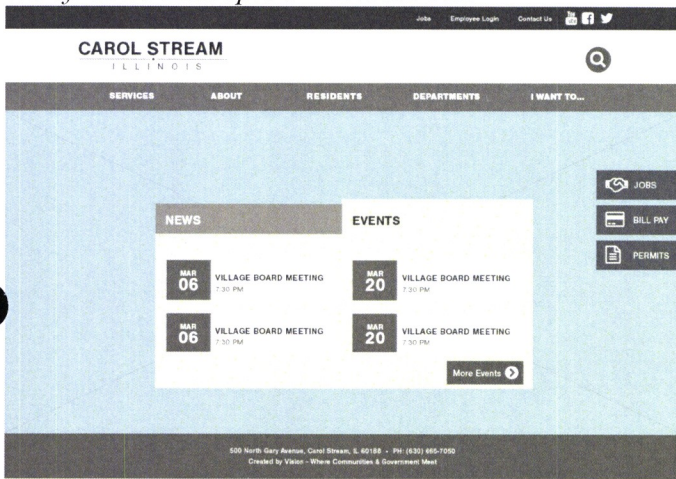 Jobs Employee Login Contact Us You Tube
CAROL STREAM
ILLINOIS
SERVICES ABOUT RESIDENTS DEPARTMENTS I WANT TO...
JOBS
BILL PAY
PERMITS
NEWS EVENTS
MAR 06 VILLAGE BOARD MEETING
7:30 PM
MAR 20 VILLAGE BOARD MEETING
7:30 PM
MAR 06 VILLAGE BOARD MEETING
7:30 PM
MAR 20 VILLAGE BOARD MEETING
7:30 PM
More Events
500 North Gary Avenue, Carol Stream, IL 60188 • PH: (630) 665-7050
Created by Vision - Where Communities & Government Meet